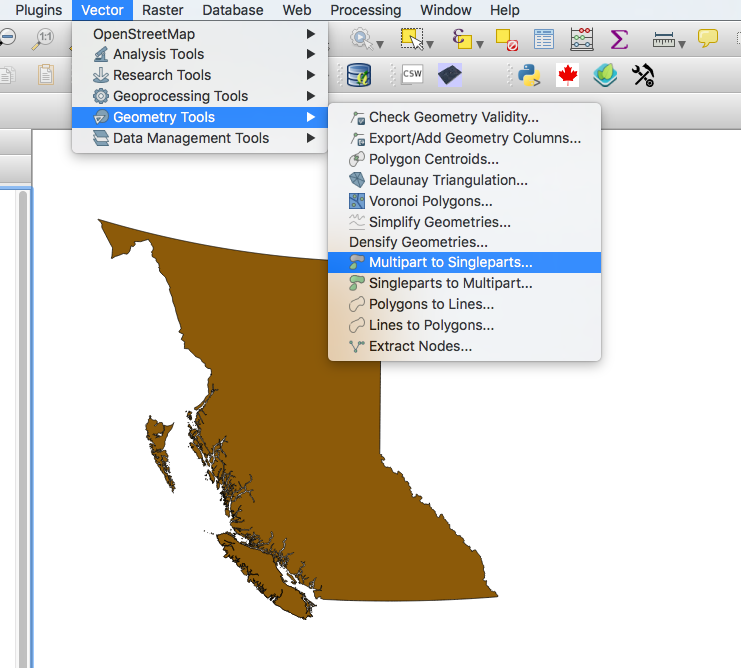 Plugins Vector Raster Database Web Processing Window Help
1:1
OpenStreetMap
Analysis Tools
Research Tools
Geoprocessing Tools
Geometry Tools
Data Management Tools
CSW
Check Geometry Validity...
Export/Add Geometry Columns...
Polygon Centroids...
Delaunay Triangulation...
Voronoi Polygons...
Simplify Geometries...
Densify Geometries...
Multipart to Singleparts...
Singleparts to Multipart...
Polygons to Lines...
Lines to Polygons...
Extract Nodes...